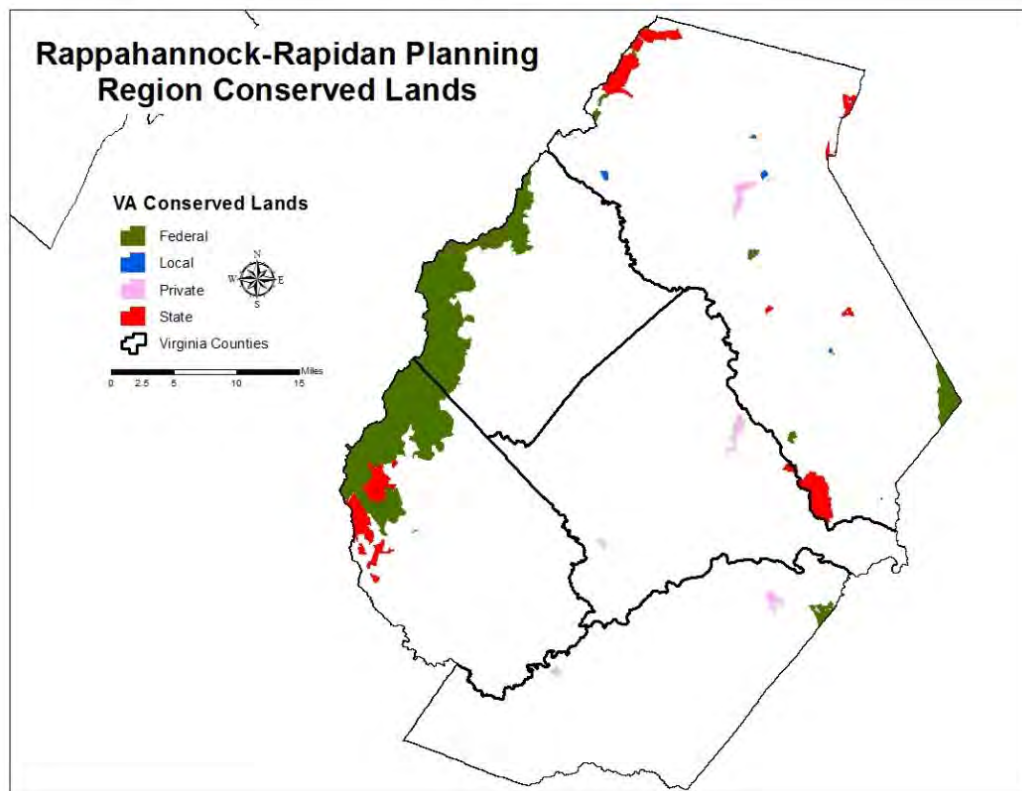 Rappahannock-Rapidan Planning
Region Conserved Lands
VA Conserved Lands
Federal
Local
Private
State
Virginia Counties
N
W E
S
Miles
0 2.5 5 10 15